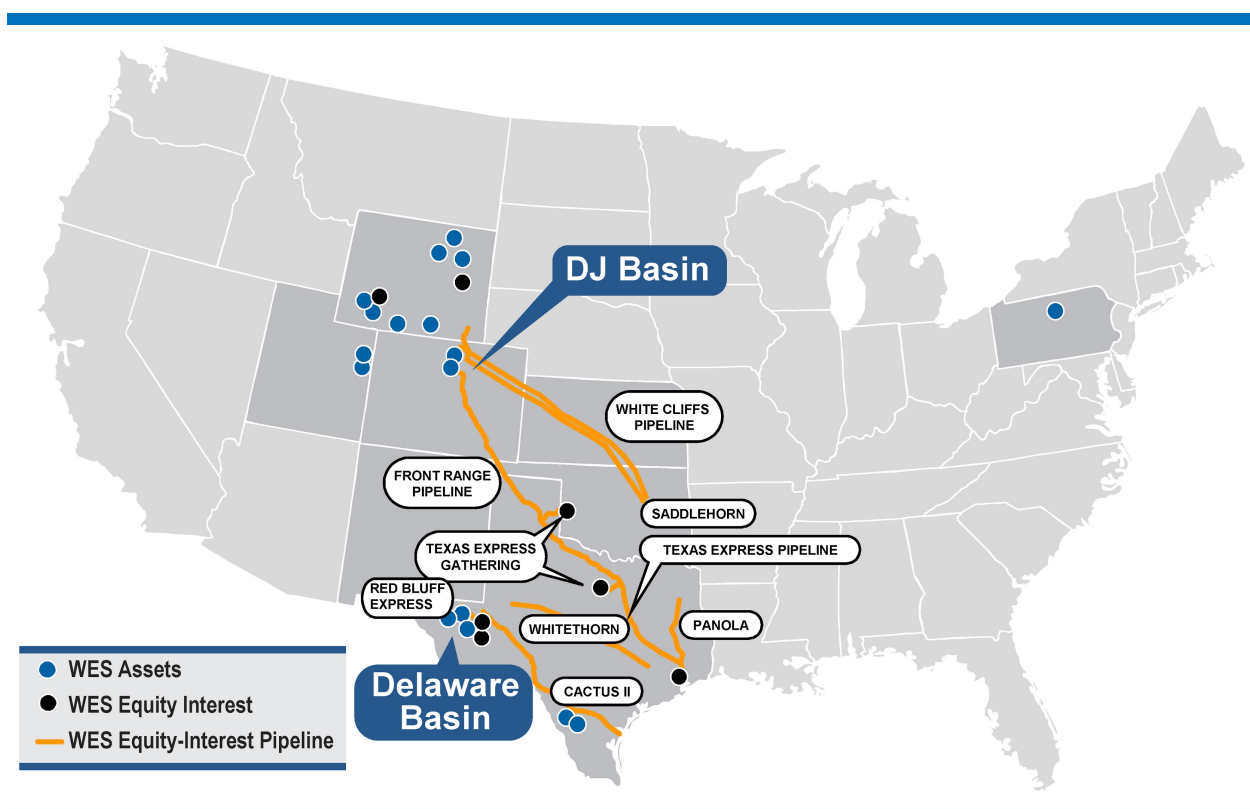 DJ Basin
WHITE CLIFFS
PIPELINE
FRONT RANGE
PIPELINE
SADDLEHORN
TEXAS EXPRESS
GATHERING
TEXAS EXPRESS PIPELINE
RED BLUFF
EXPRESS
WHITETHORN
PANOLA
Delaware
Basin
CACTUS II
WES Assets
WES Equity Interest
WES Equity-Interest Pipeline